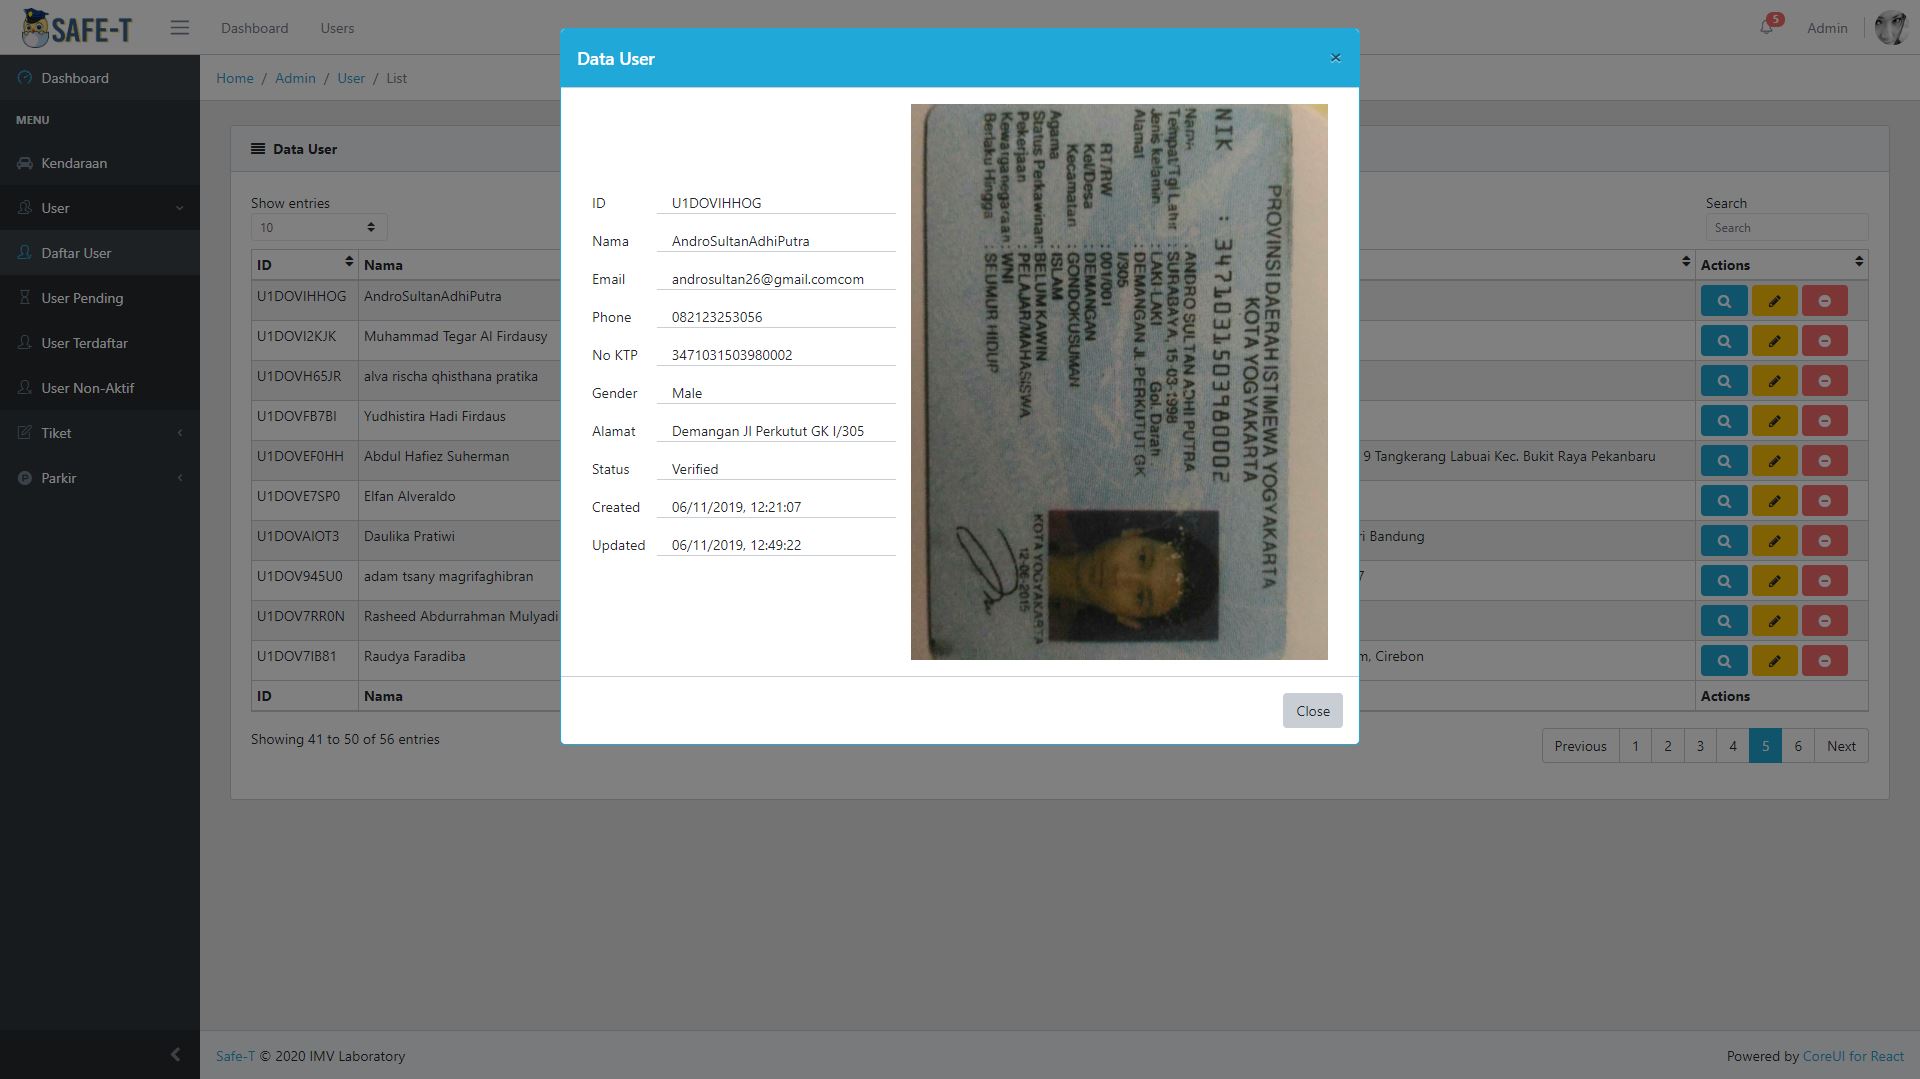 SAFE-T
Dashboard
Users
5
Admin
Dashboard
MENU
Kendaraan
User
Daftar User
User Pending
User Terdaftar
User Non-Aktif
Tiket
Parkir
Home / Admin / User / List
Data User
Show entries
10
Search
Search
ID Nama Actions
U1DOVIHHOG AndroSultanAdhiPutra
U1DOVI2KJK Muhammad Tegar Al Firdausy
U1DOVH65JR alva rischa qhisthana pratika
U1DOVFB7BI Yudhistira Hadi Firdaus
U1DOVEF0HH Abdul Hafiez Suherman 9 Tangkerang Labuai Kec. Bukit Raya Pekanbaru
U1DOVE7SP0 Elfan Alveraldo
U1DOVAIOT3 Daulika Pratiwi ri Bandung
U1DOV945U0 adam tsany magrifaghibran 7
U1DOV7RR0N Rasheed Abdurrahman Mulyadi
U1DOV7IB81 Raudya Faradiba m, Cirebon
ID Nama Actions
Showing 41 to 50 of 56 entries
Previous 1 2 3 4 5 6 Next
Data User ×
ID U1DOVIHHOG
Nama AndroSultanAdhiPutra
Email androsultan26@gmail.comcom
Phone 082123253056
No KTP 3471031503980002
Gender Male
Alamat Demangan Jl Perkutut GK I/305
Status Verified
Created 06/11/2019, 12:21:07
Updated 06/11/2019, 12:49:22
PROVINSI DAERAH ISTIMEWA YOGYAKARTA
KOTA YOGYAKARTA
NIK : 3471031503980002
Nama : ANDRO SULTAN ADHI PUTRA
Tempat/Tgl Lahir : SURABAYA, 15-03-1998
Jenis kelamin : LAKI-LAKI Gol. Darah :
Alamat : DEMANGAN JL.PERKUTUT GK
I/305
RT/RW : 001/001
Kel/Desa : DEMANGAN
Kecamatan : GONDOKUSUMAN
Agama : ISLAM
Status Perkawinan: BELUM KAWIN
Pekerjaan : PELAJAR/MAHASISWA
Kewarganegaraan: WNI
Berlaku Hingga : SEUMUR HIDUP
KOTA YOGYAKARTA
12-06-2015
Close
Safe-T © 2020 IMV Laboratory
Powered by CoreUI for React